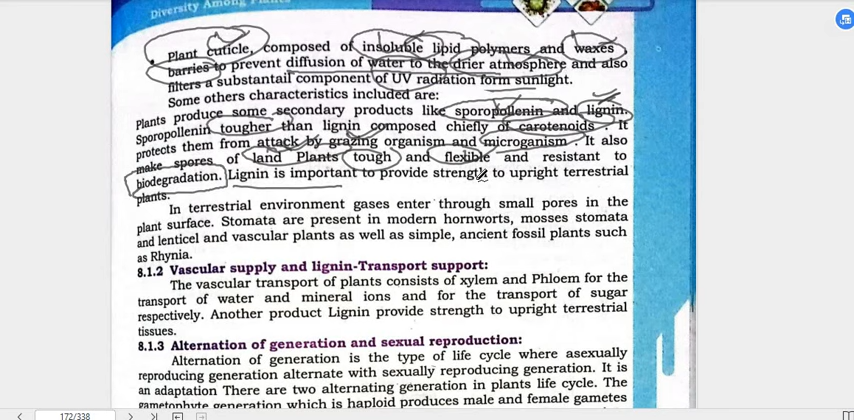 Diversity Among Plants
Plant cuticle, composed of insoluble lipid polymers and waxes
barries to prevent diffusion of water to the drier atmosphere and also
filters a substantail component of UV radiation form sunlight.
Some others characteristics included are:
Plants produce some secondary products like sporopollenin and lignin.
Sporopollenin tougher than lignin composed chiefly of carotenoids. It
protects them from attack by grazing organism and microganism. It also
make spores of land Plants tough and flexible and resistant to
biodegradation. Lignin is important to provide strength to upright terrestrial
plants.
In terrestrial environment gases enter through small pores in the
plant surface. Stomata are present in modern hornworts, mosses stomata
and lenticel and vascular plants as well as simple, ancient fossil plants such
as Rhynia.
8.1.2 Vascular supply and lignin-Transport support:
The vascular transport of plants consists of xylem and Phloem for the
transport of water and mineral ions and for the transport of sugar
respectively. Another product Lignin provide strength to upright terrestrial
tissues.
8.1.3 Alternation of generation and sexual reproduction:
Alternation of generation is the type of life cycle where asexually
reproducing generation alternate with sexually reproducing generation. It is
an adaptation There are two alternating generation in plants life cycle. The
gametophyte generation which is haploid produces male and female gametes
172/338